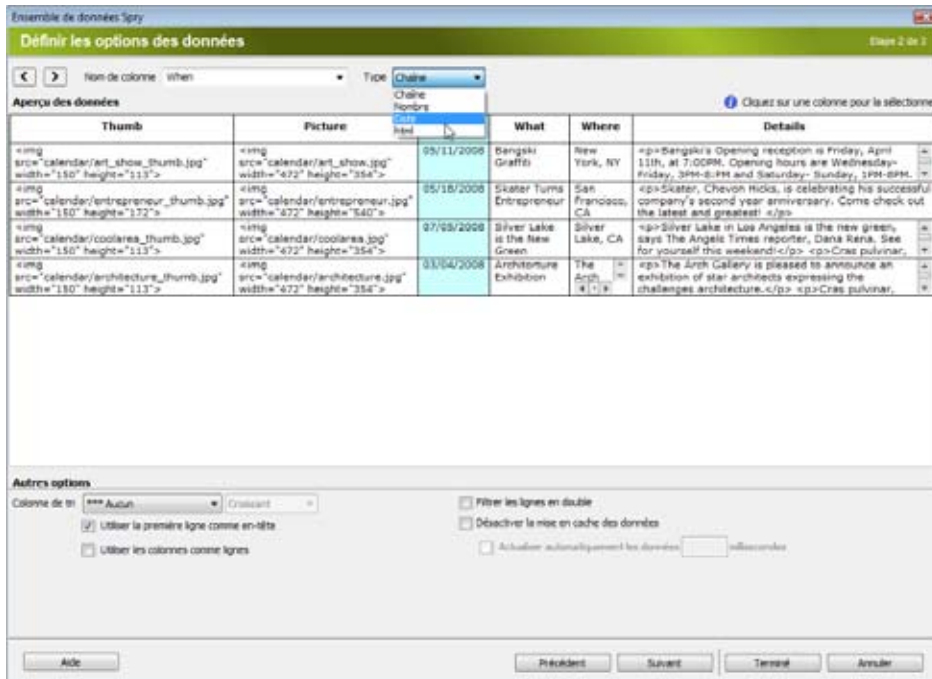 Ensemble de données Spry
Définir les options des données
Etape 2 de 3
Nom de colonne When Type Chaîne
Chaîne
Nombre
Date
html
Aperçu des données
Cliquez sur une colonne pour la sélectionne
Thumb Picture What Where Details
<img src="calendar/art_show_thumb.jpg" width="150" height="113">
<img src="calendar/art_show.jpg" width="472" height="354">
05/11/2008
Bangski Graffiti
New York, NY
<p>Bangski's Opening reception is Friday, April 11th, at 7:00PM. Opening hours are Wednesday-Friday, 3PM-8:PM and Saturday- Sunday, 1PM-8PM.
<img src="calendar/entrepreneur_thumb.jpg" width="150" height="172">
<img src="calendar/entrepreneur.jpg" width="472" height="540">
05/18/2008
Skater Turns Entrepreneur
San Francisco, CA
<p>Skater, Chevon Hicks, is celebrating his successful company's second year anniversary. Come check out the latest and greatest! </p>
<img src="calendar/coolarea_thumb.jpg" width="150" height="113">
<img src="calendar/coolarea.jpg" width="472" height="354">
07/05/2008
Silver Lake is the New Green
Silver Lake, CA
<p>Silver Lake in Los Angeles is the new green, says The Angels Times reporter, Dana Rena. See for yourself this weekend!</p> <p>Cras pulvinar,
<img src="calendar/architecture_thumb.jpg" width="150" height="113">
<img src="calendar/architecture.jpg" width="472" height="354">
03/04/2008
Exhibition
The Arch
<p>The Arch Gallery is pleased to announce an exhibition of star architects expressing the challenges architecture.</p> <p>Cras pulvinar,
Autres options
Colonne de tri *** Aucun Croissant
Utiliser la première ligne comme en-tête
Utiliser les colonnes comme lignes
Filtrer les lignes en double
Désactiver la mise en cache des données
Actualiser automatiquement les données millisecondes
Aide Précédent Suivant Terminé Annuler